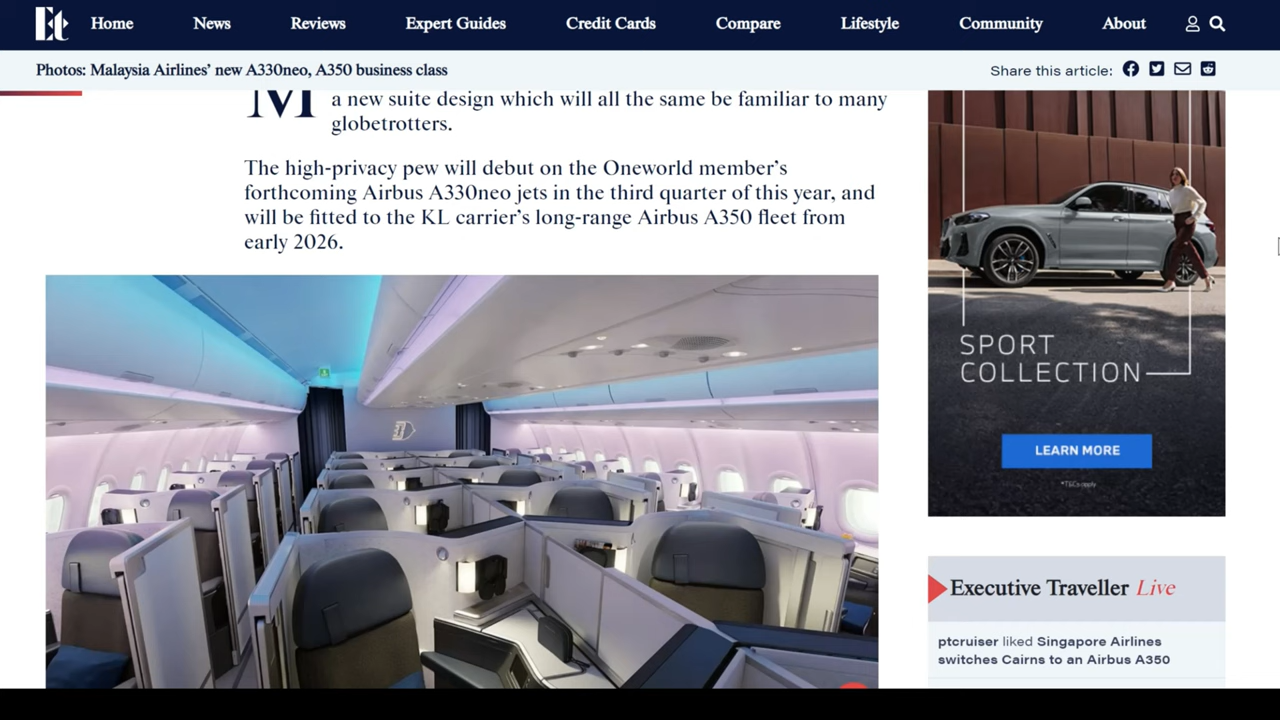 Et Home News Reviews Expert Guides Credit Cards Compare Lifestyle Community About
Photos: Malaysia Airlines’ new A330neo, A350 business class
Share this article:
M a new suite design which will all the same be familiar to many
globetrotters.
The high-privacy pew will debut on the Oneworld member’s
forthcoming Airbus A330neo jets in the third quarter of this year, and
will be fitted to the KL carrier’s long-range Airbus A350 fleet from
early 2026.
SPORT
COLLECTION
LEARN MORE
*T&Cs apply
Executive Traveller Live
ptcruiser liked Singapore Airlines
switches Cairns to an Airbus A350